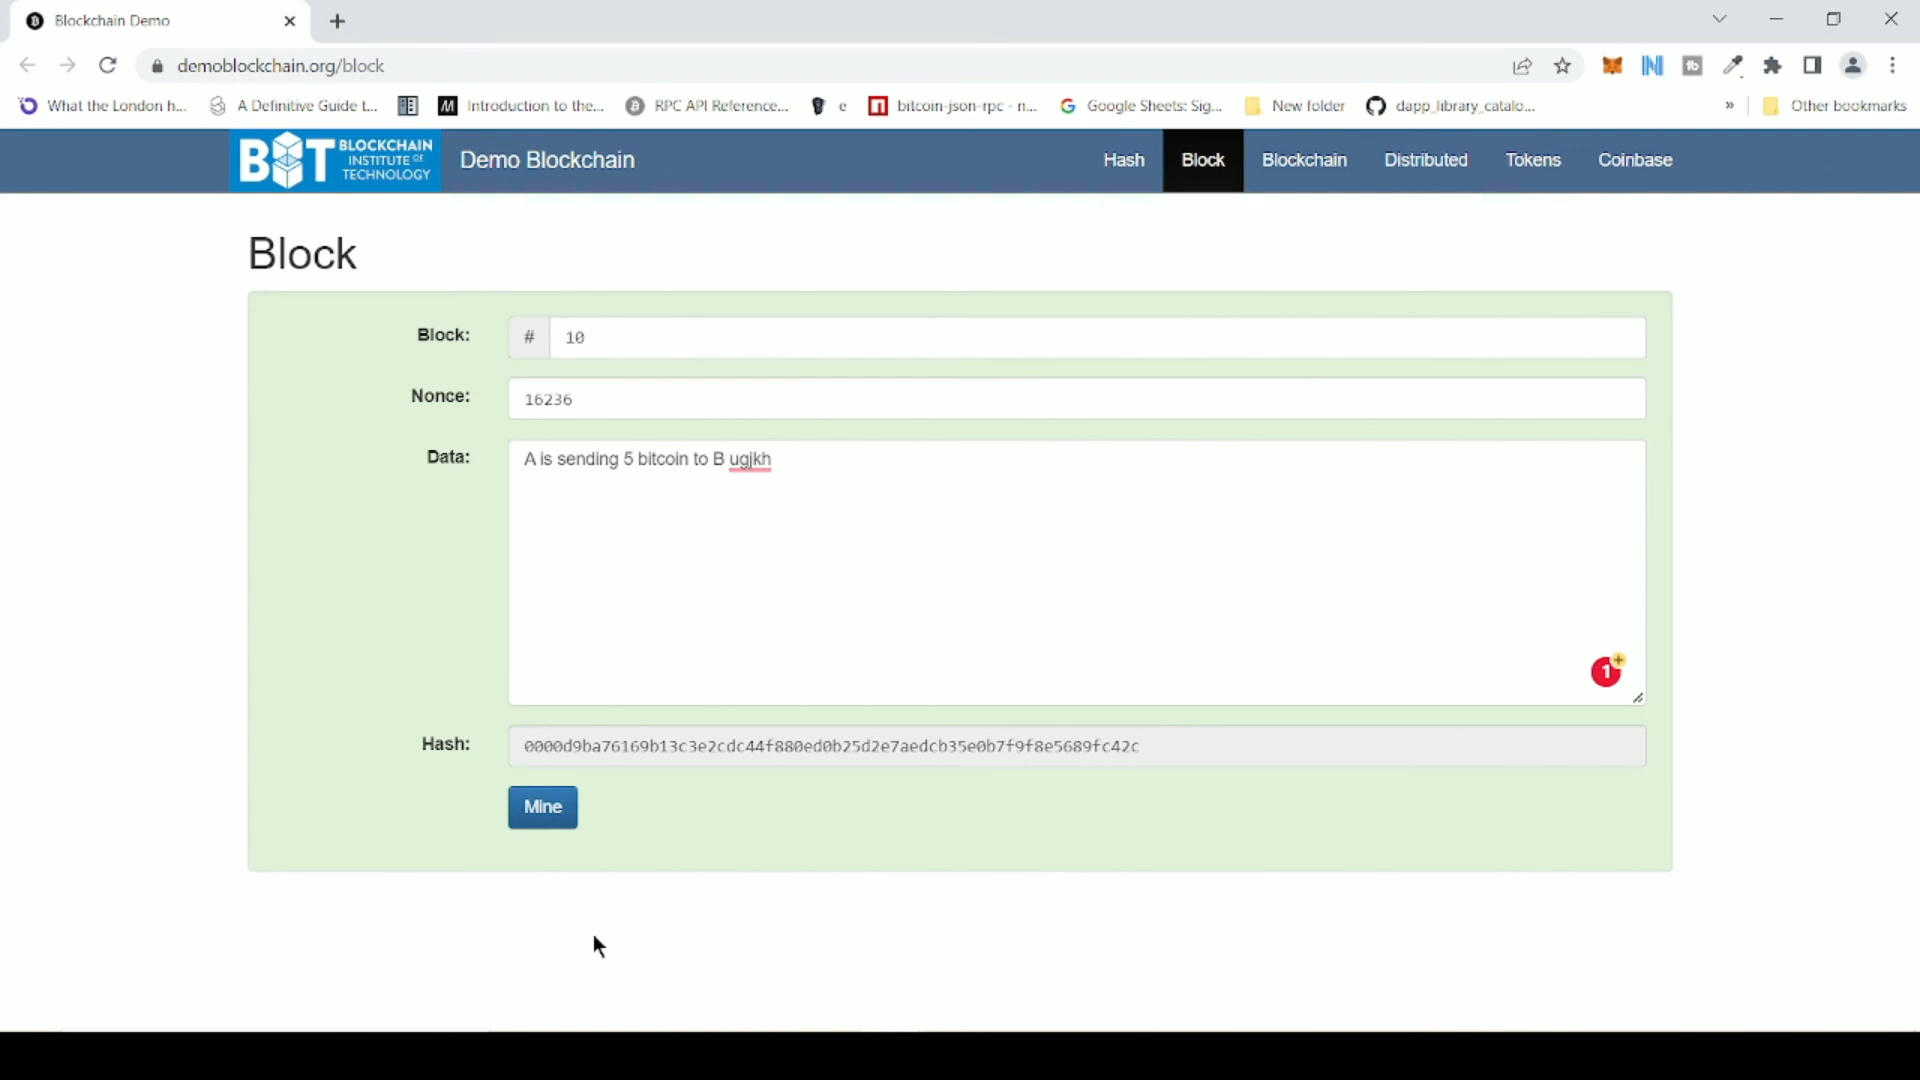 Blockchain Demo
demoblockchain.org/block
What the London h... A Definitive Guide t... Introduction to the... RPC API Reference... e bitcoin-json-rpc - n... Google Sheets: Sig... New folder dapp_library_catalo... » Other bookmarks
BIT BLOCKCHAIN INSTITUTE OF TECHNOLOGY Demo Blockchain Hash Block Blockchain Distributed Tokens Coinbase
Block
Block: # 10
Nonce: 16236
Data: A is sending 5 bitcoin to B ugjkh
1
Hash: 0000d9ba76169b13c3e2cdc44f880ed0b25d2e7aedcb35e0b7f9f8e5689fc42c
Mine